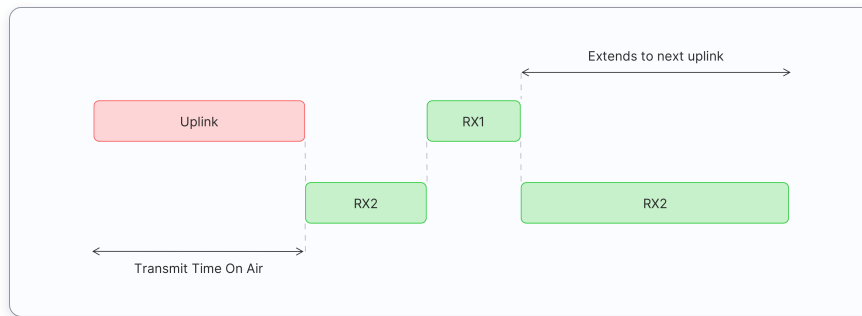 Extends to next uplink
Uplink
RX1
RX2
RX2
Transmit Time On Air